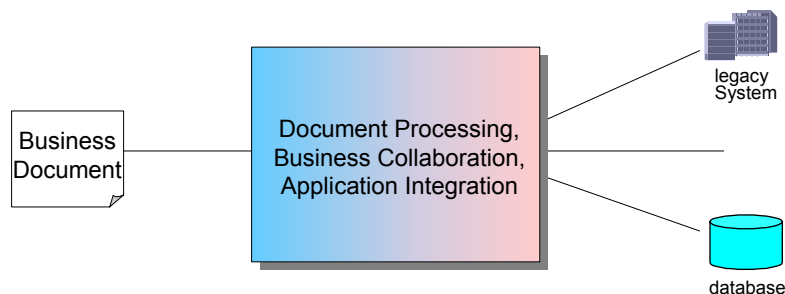 Business
Document
Document Processing,
Business Collaboration,
Application Integration
legacy
System
database